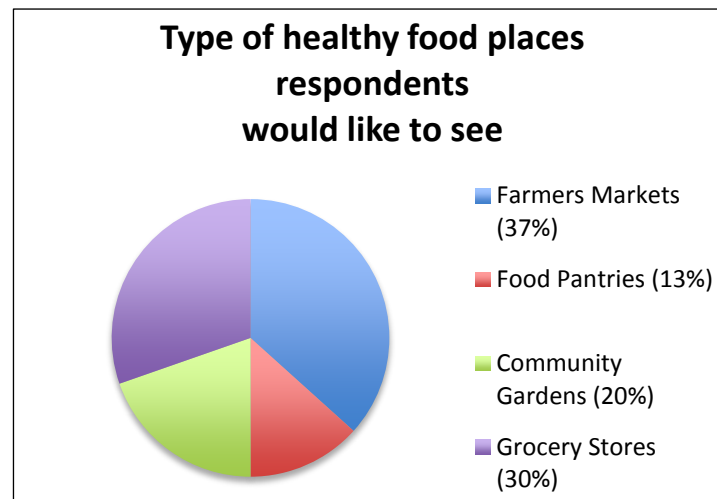 Type of healthy food places
respondents
would like to see
Farmers Markets
(37%)
Food Pantries (13%)
Community
Gardens (20%)
Grocery Stores
(30%)